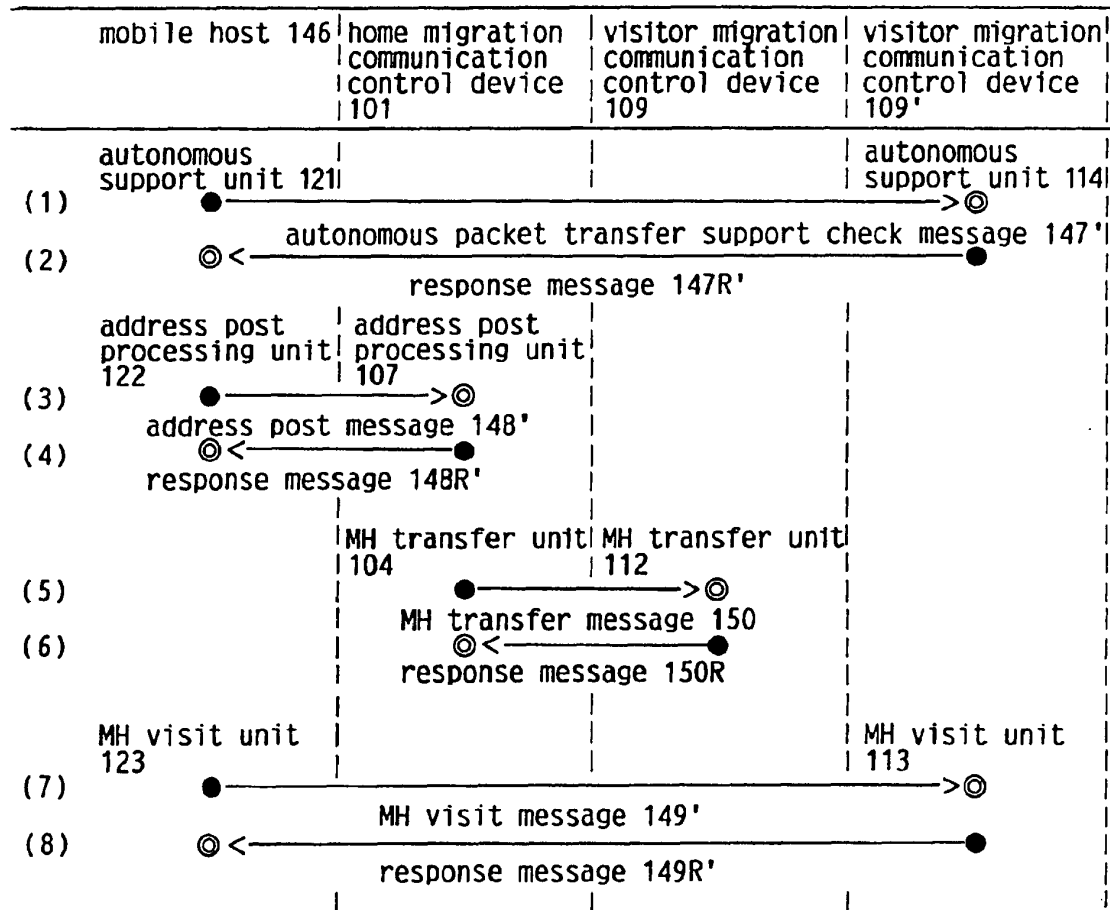 mobile host 146
home migration
communication
control device
101
visitor migration
communication
control device
109
visitor migration
communication
control device
109'
autonomous
support unit 121
autonomous
support unit 114
(1)
autonomous packet transfer support check message 147'
(2)
response message 147R'
address post
processing unit
122
address post
processing unit
107
(3)
address post message 148'
(4)
response message 148R'
MH transfer unit
104
MH transfer unit
112
(5)
MH transfer message 150
(6)
response message 150R
MH visit unit
123
MH visit unit
113
(7)
MH visit message 149'
(8)
response message 149R'